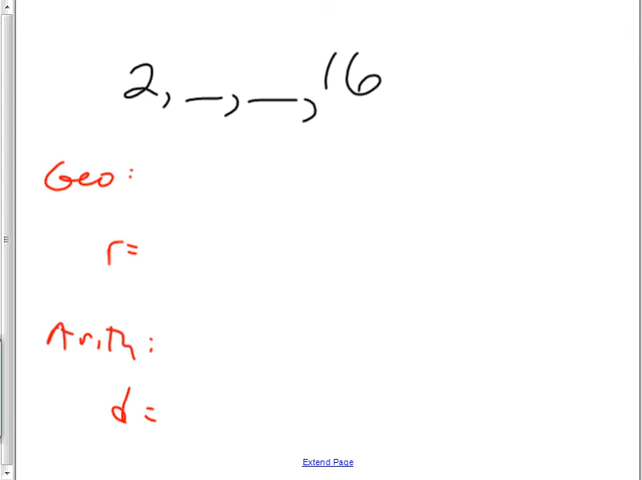 2, __, __, 16
Geo:
r=
Arith:
d=
Extend Page